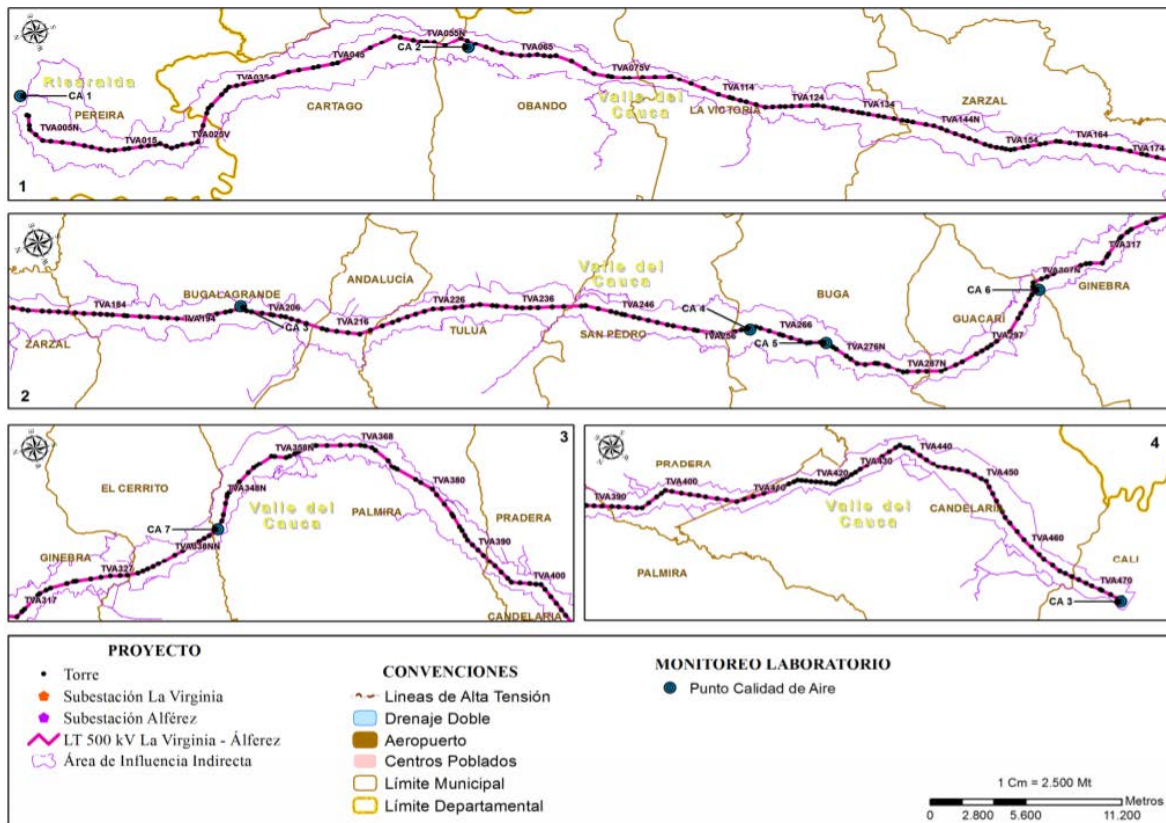 TVA055N
TVA065
CA 2
TVA045
Risaralda
TVA035
TVA075V
CA 1
Valle del
Cauca
TVA114
TVA124
ZARZAL
PEREIRA
CARTAGO
OBANDO
LA VICTORIA
TVA134
TVA005N
TVA144N
TVA015
TVA025V
TVA154
TVA164
TVA174
1
ANDALUCÍA
Valle del
Cauca
TVA317
BUGALAGRANDE
BUGA
TVA307N
GINEBRA
TVA184
CA 6
TVA206
TVA226
TVA236
TVA246
CA 4
TVA194
CA 3
GUACARÍ
TVA216
TULUÁ
SAN PEDRO
TVA256
TVA266
ZARZAL
CA 5
TVA276N
TVA297
TVA287N
2
3
TVA368
TVA358N
EL CERRITO
TVA348N
TVA380
Valle del
Cauca
PALMIRA
PRADERA
CA 7
TVA390
GINEBRA
TVA338NN
TVA327
TVA400
TVA317
CANDELARIA
4
TVA440
PRADERA
TVA430
TVA420
TVA450
TVA390
TVA400
Valle del
Cauca
CANDELARIA
TVA460
PALMIRA
CALI
TVA470
CA 3
PROYECTO
Torre
Subestación La Virgínia
Subestación Alférez
LT 500 kV La Virgínia - Álferez
Área de Influencia Indirecta
CONVENCIONES
Lineas de Alta Tensión
Drenaje Doble
Aeropuerto
Centros Poblados
Límite Municipal
Límite Departamental
MONITOREO LABORATORIO
Punto Calidad de Aire
1 Cm = 2.500 Mt
Metros
0 2.800 5.600 11.200